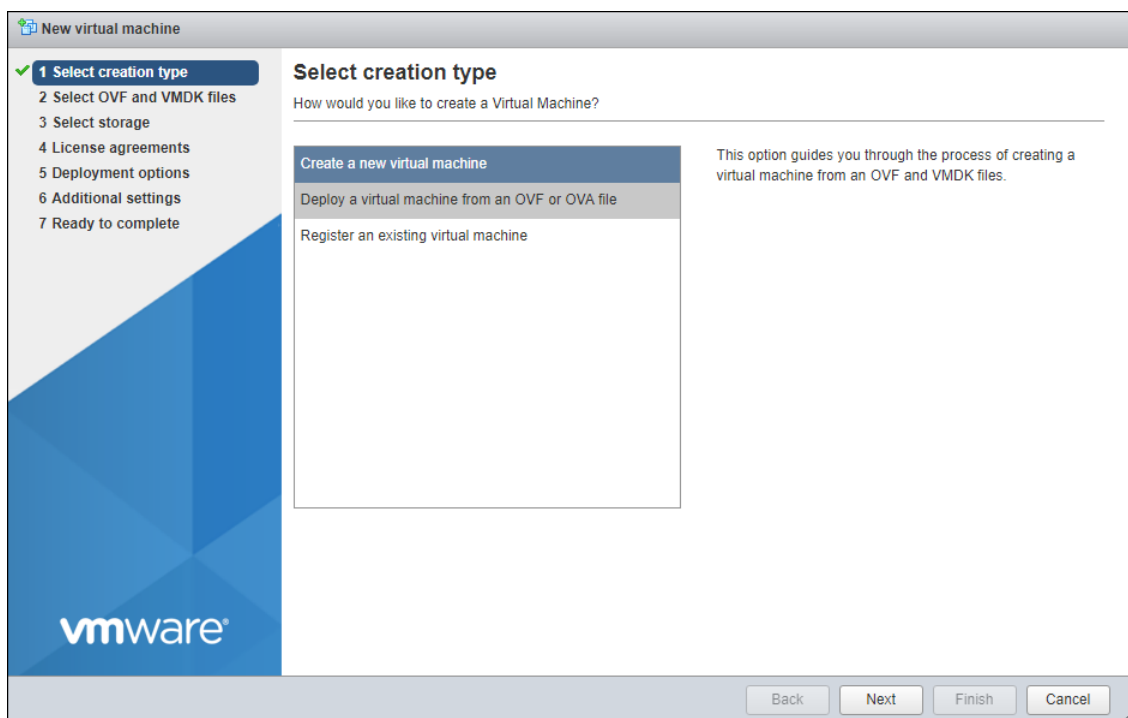 New virtual machine
1 Select creation type
2 Select OVF and VMDK files
3 Select storage
4 License agreements
5 Deployment options
6 Additional settings
7 Ready to complete
vmware®
Select creation type
How would you like to create a Virtual Machine?
Create a new virtual machine
Deploy a virtual machine from an OVF or OVA file
Register an existing virtual machine
This option guides you through the process of creating a
virtual machine from an OVF and VMDK files.
Back Next Finish Cancel